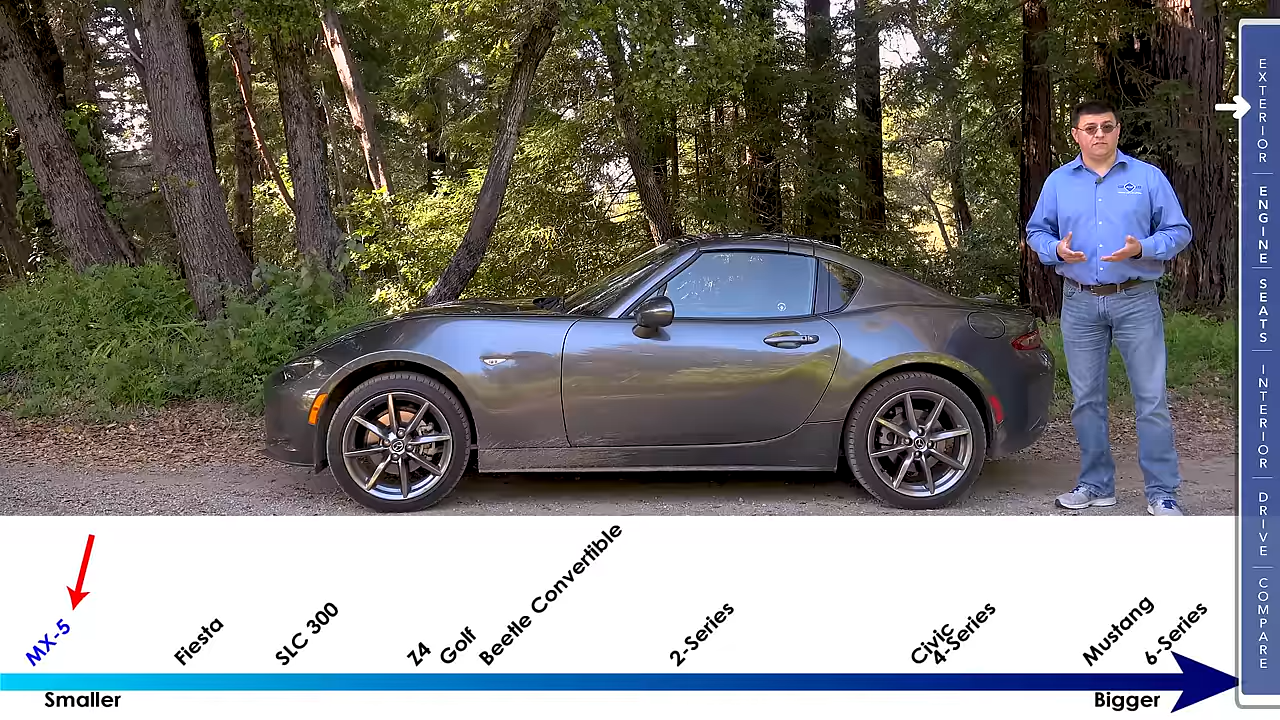 EXTERIOR
ENGINE
SEATS
INTERIOR
DRIVE
COMPARE
MX-5
Fiesta
SLC 300
Z4
Golf
Beetle Convertible
2-Series
Civic
4-Series
Mustang
6-Series
Smaller
Bigger